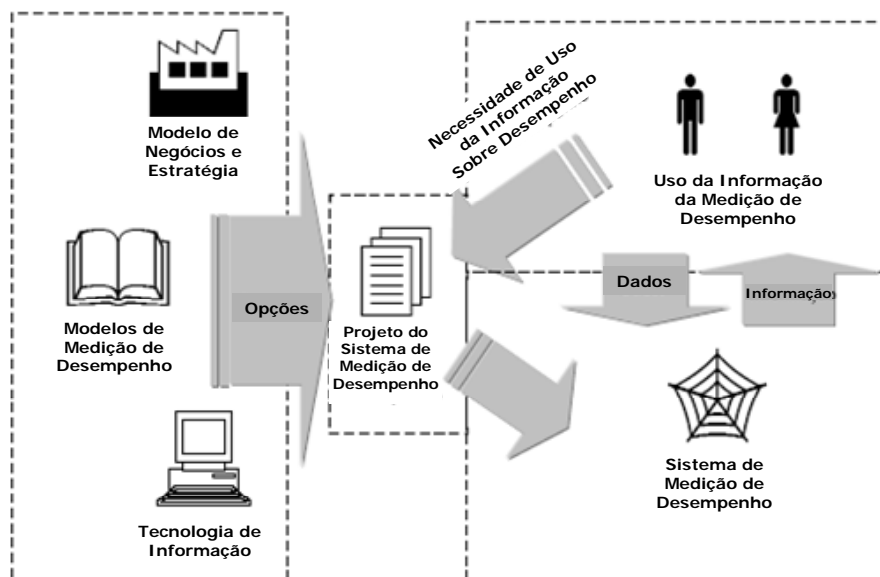 Modelo de
Negócios e
Estratégia
Modelos de
Medição de
Desempenho
Tecnologia de
Informação
Opções
Projeto do
Sistema de
Medição de
Desempenho
Necessidade de Uso
da Informação
Sobre Desempenho
Uso da Informação
da Medição de
Desempenho
Dados
Informação
Sistema de
Medição de
Desempenho